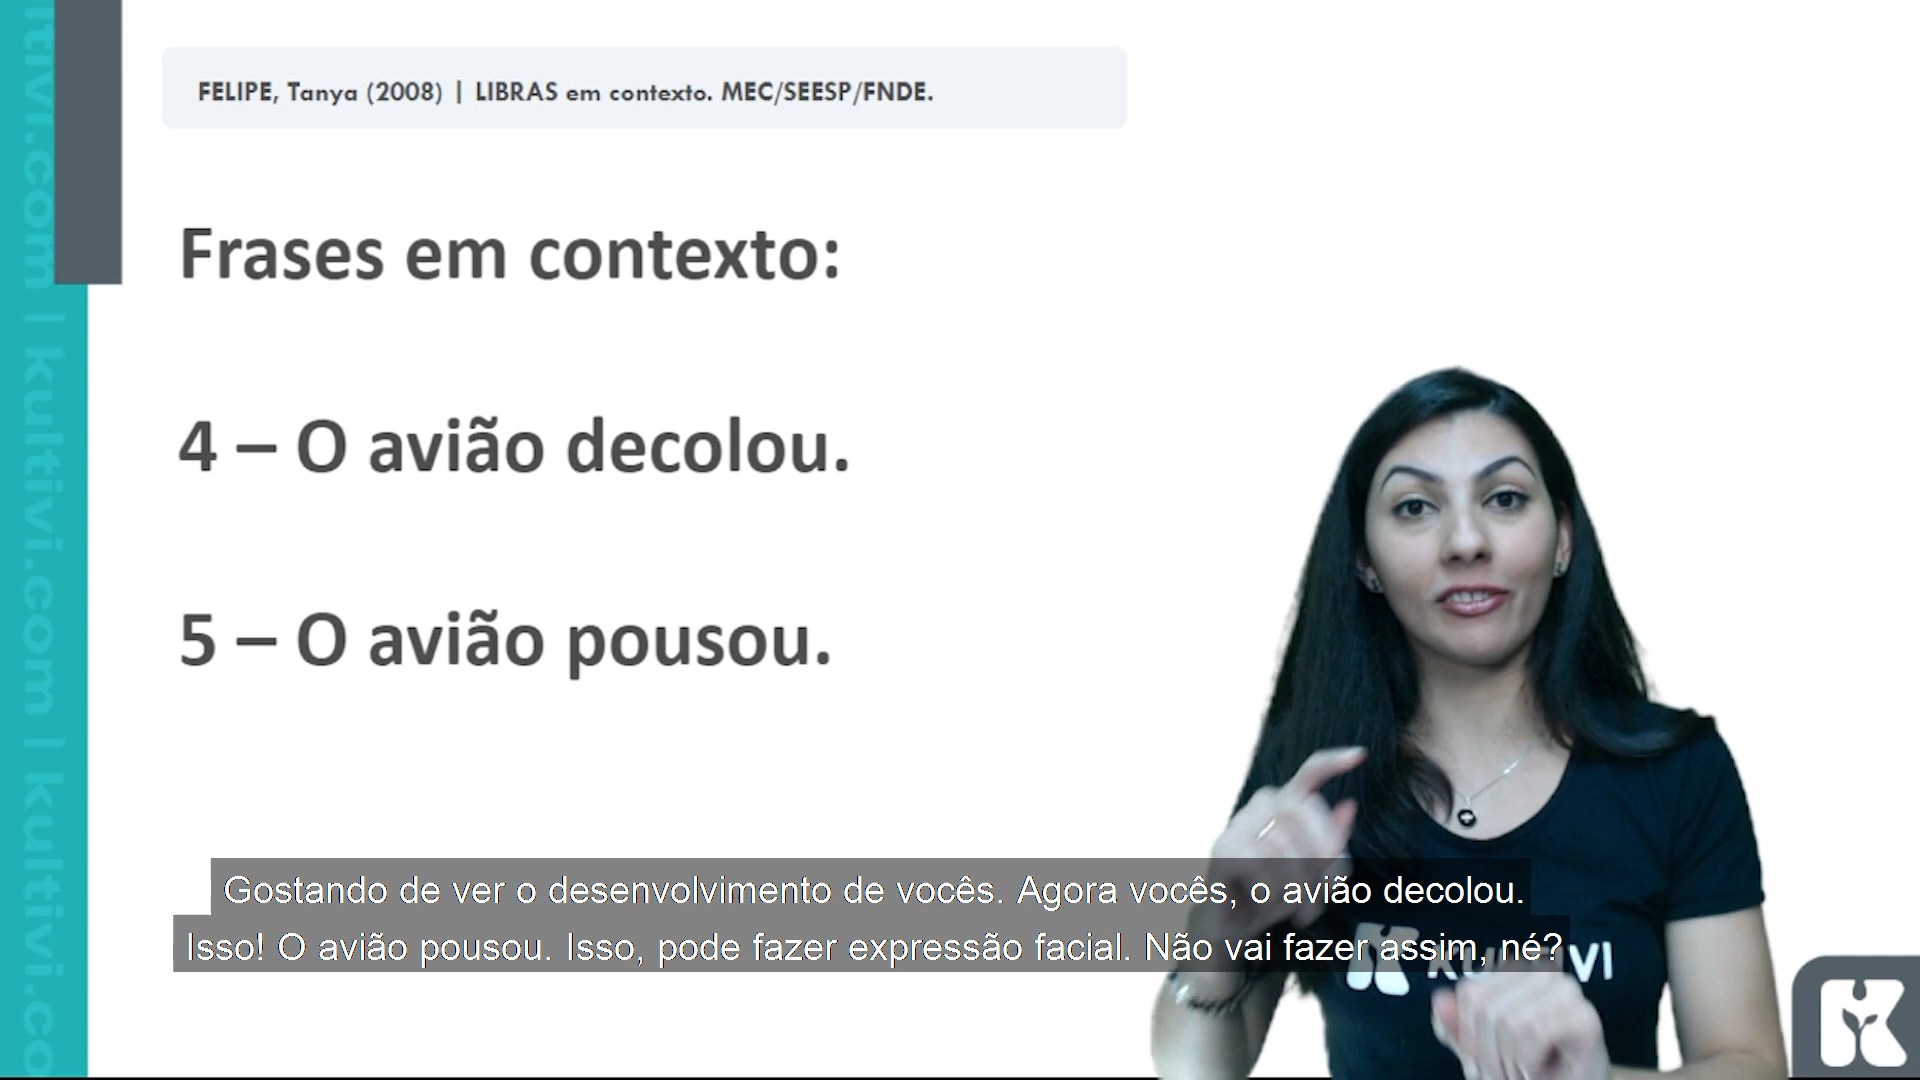 FELIPE, Tanya (2008) | LIBRAS em contexto. MEC/SEESP/FNDE.
Frases em contexto:
4 – O avião decolou.
5 – O avião pousou.
Gostando de ver o desenvolvimento de vocês. Agora vocês, o avião decolou.
Isso! O avião pousou. Isso, pode fazer expressão facial. Não vai fazer assim, né?
kultivi.com | kultivi.com | kultivi.com